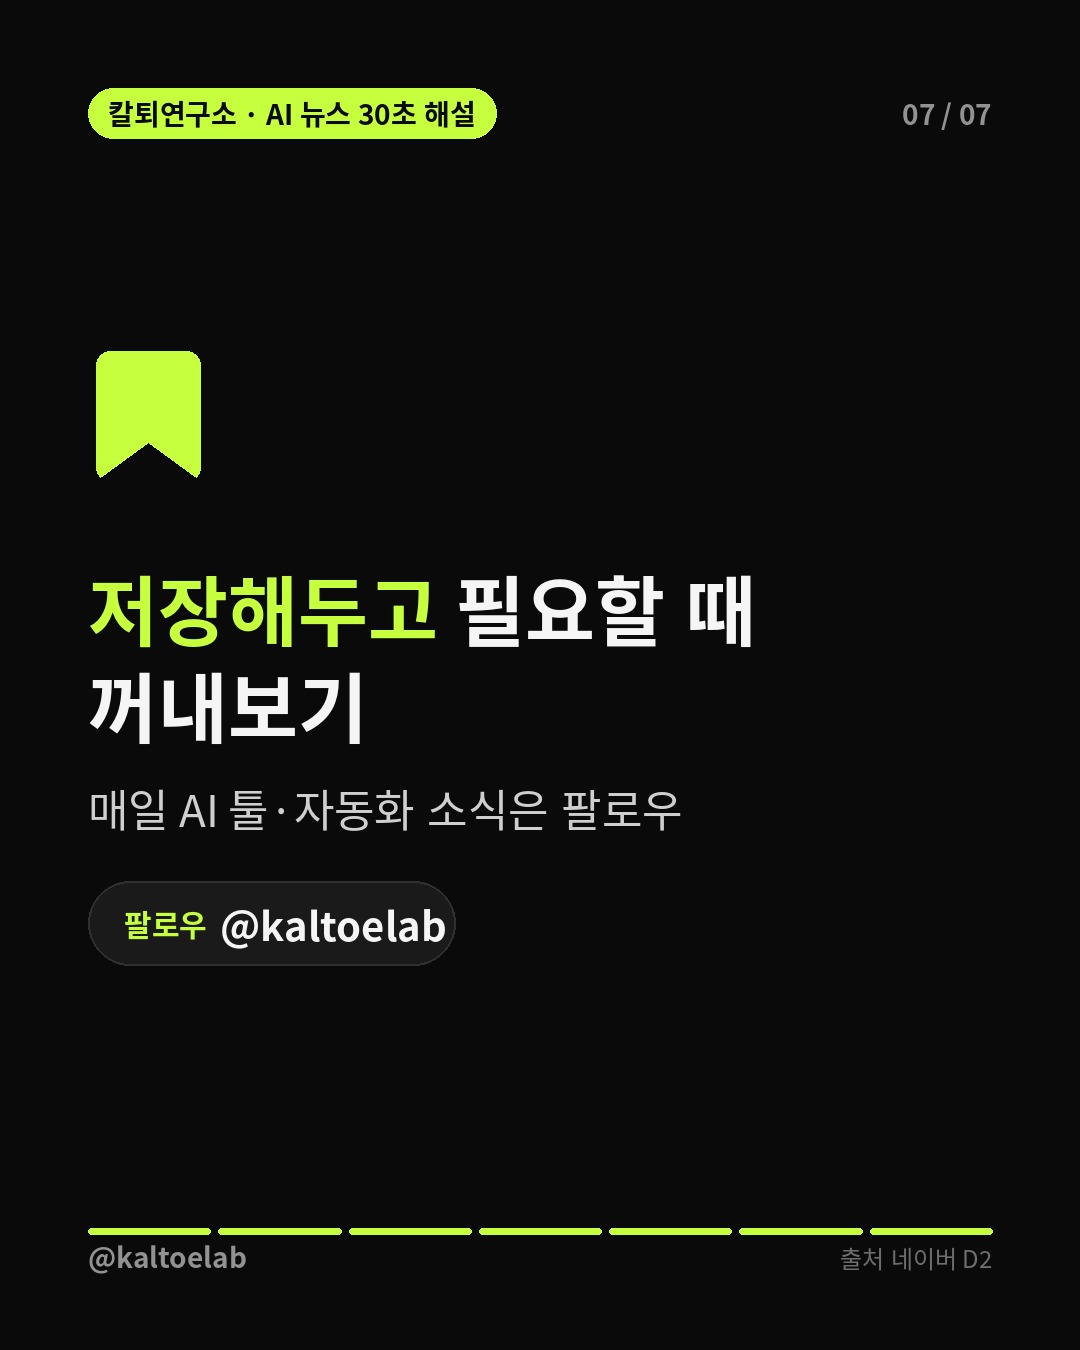 칼퇴연구소 · AI 뉴스 30초 해설
07 / 07
저장해두고 필요할 때
꺼내보기
매일 AI 툴·자동화 소식은 팔로우
팔로우 @kaltoelab
@kaltoelab
출처 네이버 D2